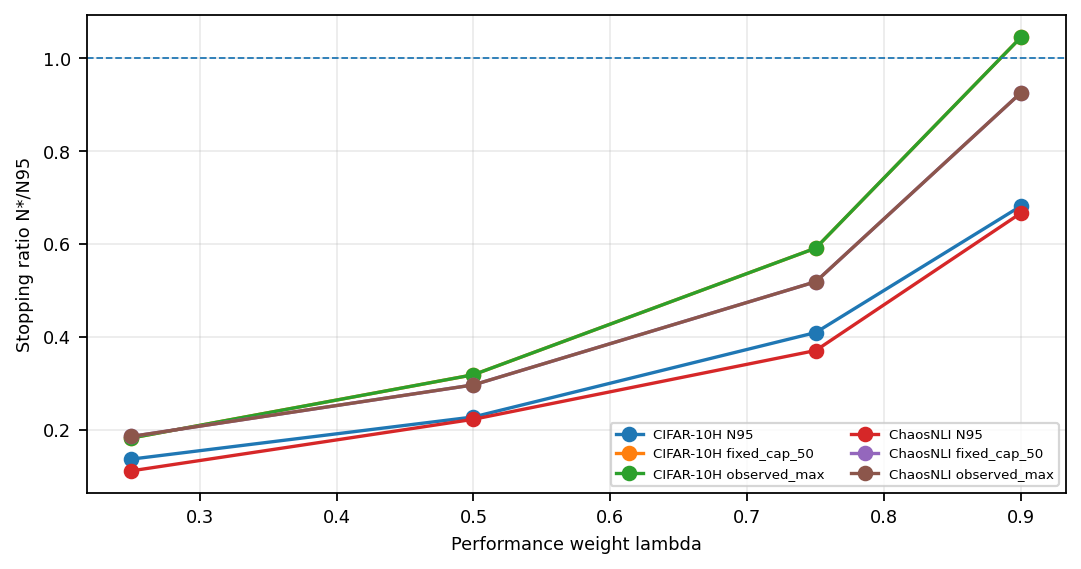 1.0
0.8
0.6
0.4
0.2
Stopping ratio N*/N95
0.3 0.4 0.5 0.6 0.7 0.8 0.9
Performance weight lambda
CIFAR-10H N95
CIFAR-10H fixed_cap_50
CIFAR-10H observed_max
ChaosNLI N95
ChaosNLI fixed_cap_50
ChaosNLI observed_max